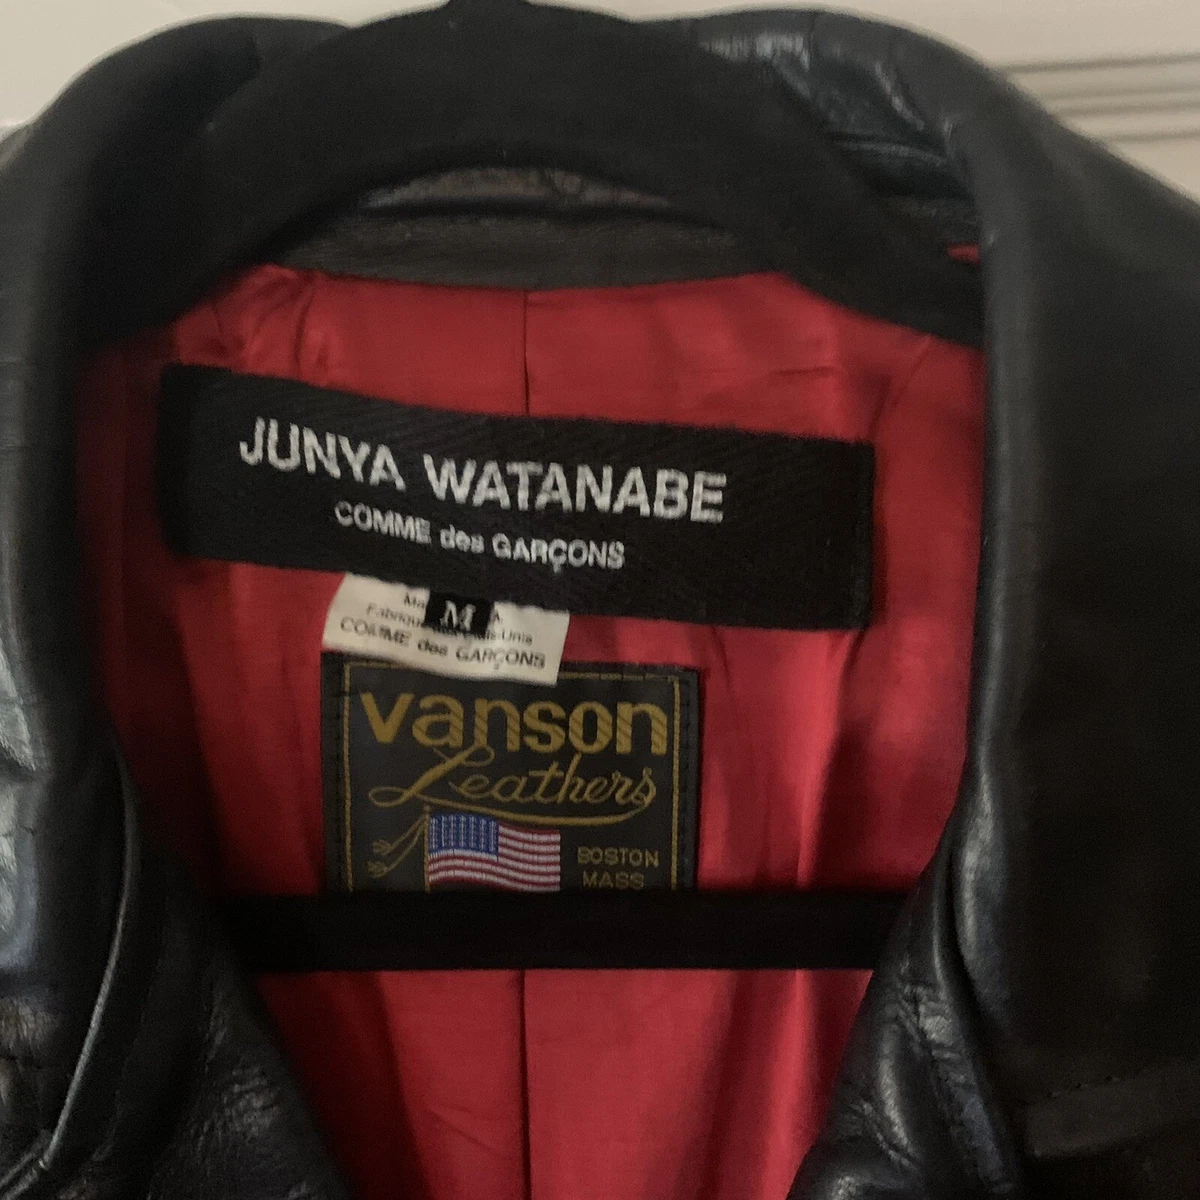 JUNYA WATANABE
COMME des GARÇONS
M
COMME des GARÇONS
vanson
Leathers
BOSTON
MASS